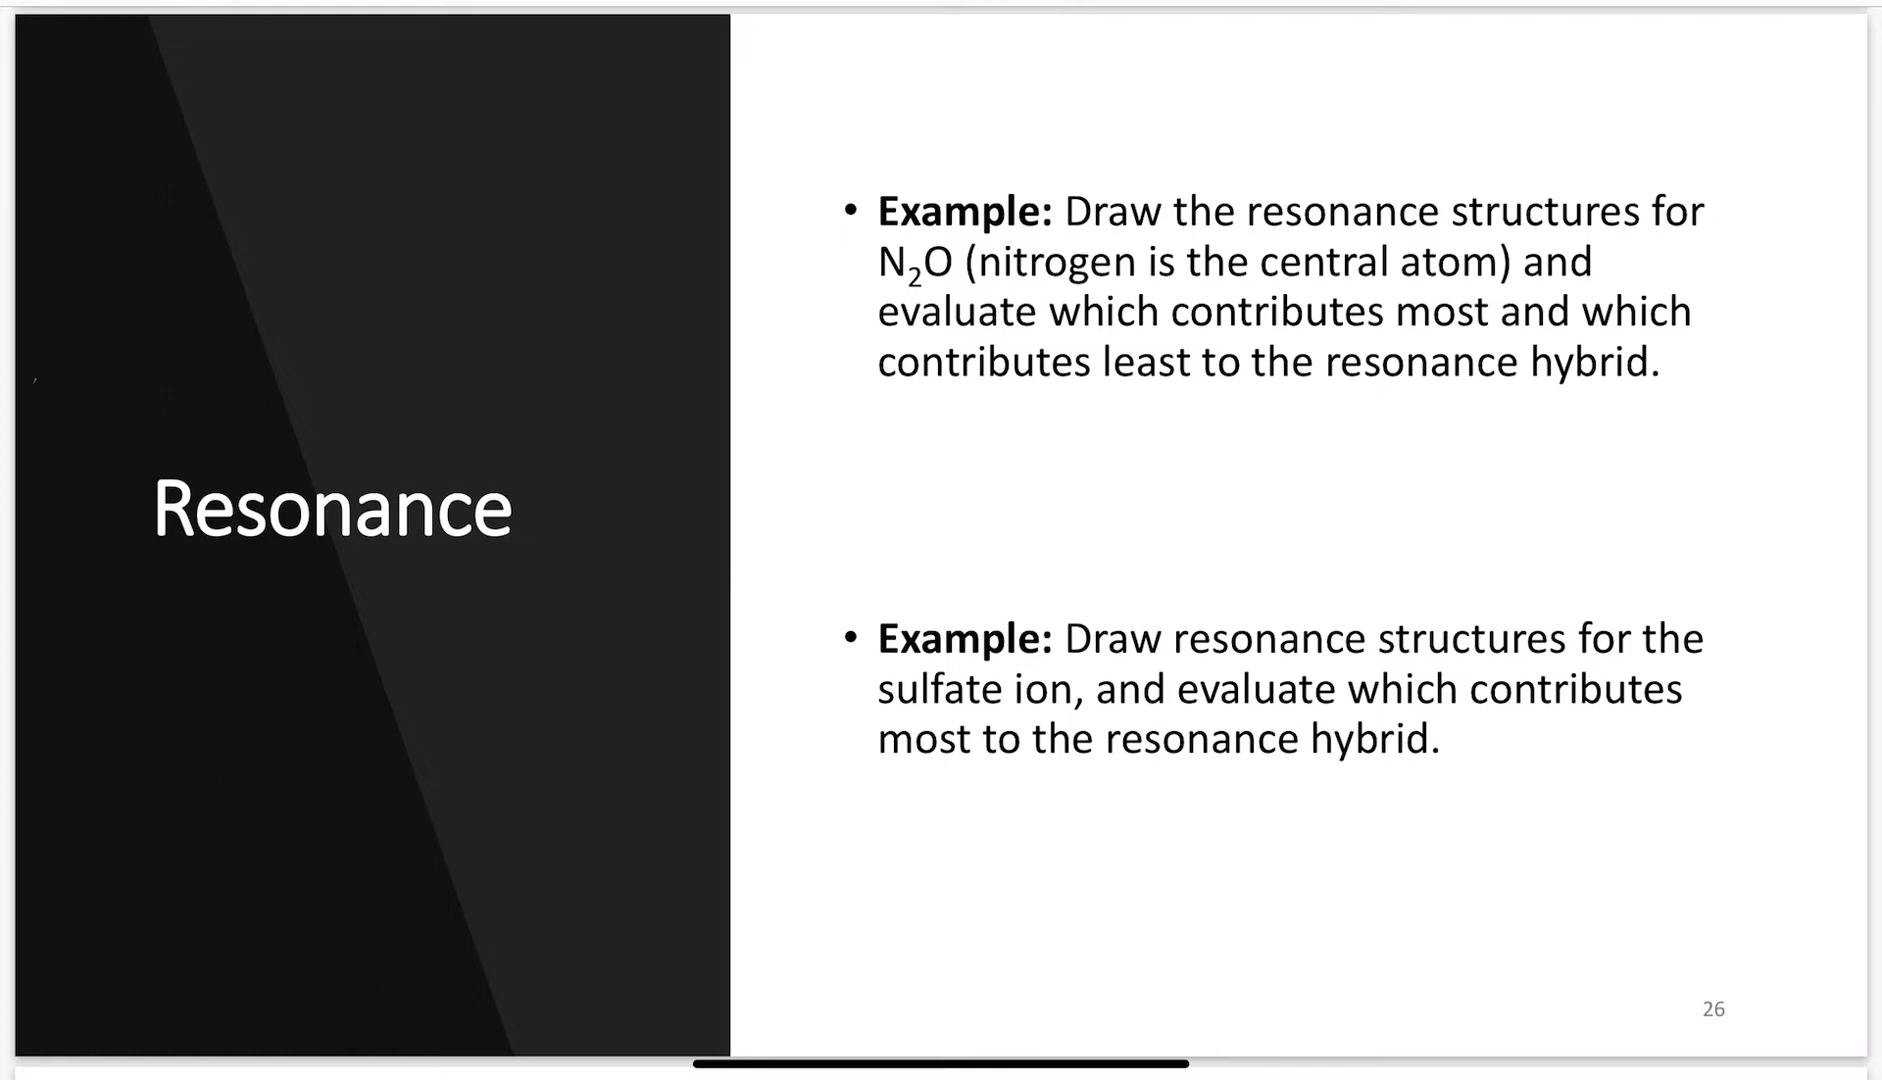 Resonance
• Example: Draw the resonance structures for
N₂O (nitrogen is the central atom) and
evaluate which contributes most and which
contributes least to the resonance hybrid.
• Example: Draw resonance structures for the
sulfate ion, and evaluate which contributes
most to the resonance hybrid.
26